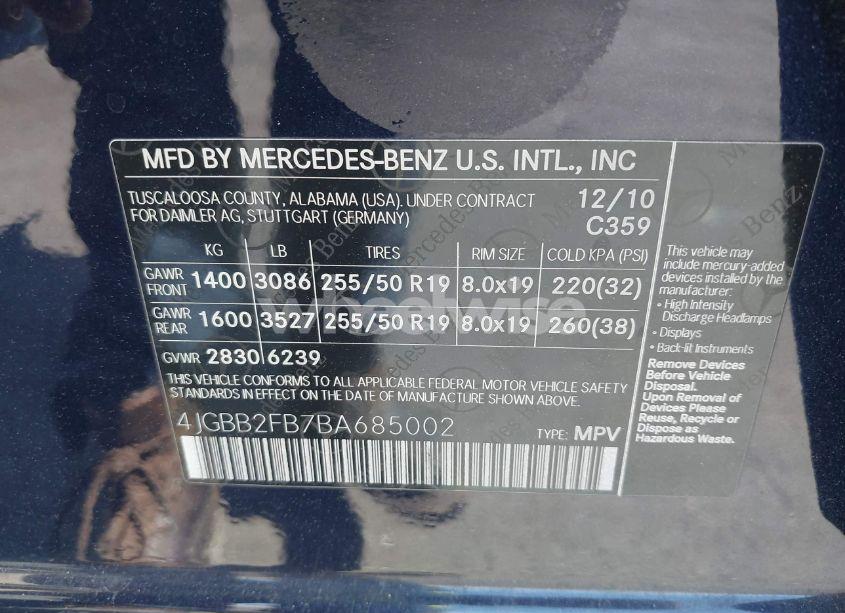 MFD BY MERCEDES-BENZ U.S. INTL., INC
TUSCALOOSA COUNTY, ALABAMA (USA). UNDER CONTRACT
FOR DAIMLER AG, STUTTGART (GERMANY)
12/10
C359
KG LB TIRES RIM SIZE COLD KPA (PSI)
GAWR FRONT 1400 3086 255/50 R19 8.0x19 220(32)
GAWR REAR 1600 3527 255/50 R19 8.0x19 260(38)
GVWR 2830 6239
THIS VEHICLE CONFORMS TO ALL APPLICABLE FEDERAL MOTOR VEHICLE SAFETY
STANDARDS IN EFFECT ON THE DATE OF MANUFACTURE SHOWN ABOVE.
4JGBB2FB7BA685002
TYPE: MPV
This vehicle may
include mercury-added
devices installed by the
manufacturer:
• High Intensity
Discharge Headlamps
• Displays
• Back-lit Instruments
Remove Devices
Before Vehicle
Disposal.
Upon Removal of
Devices Please
Reuse, Recycle or
Dispose as
Hazardous Waste.
Mercedes Benz